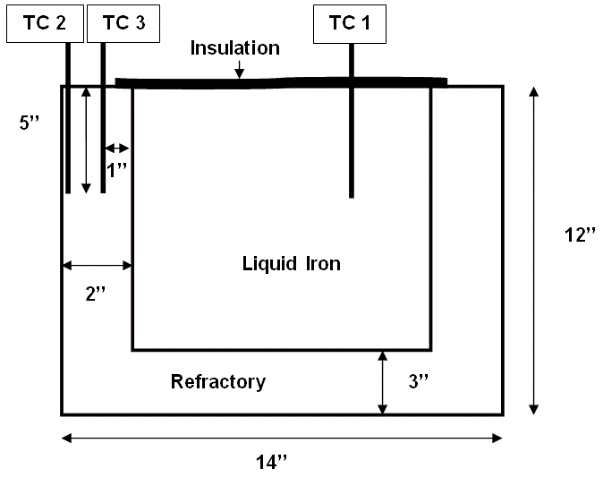 TC 2
TC 3
TC 1
Insulation
5’’
1’’
12’’
Liquid Iron
2’’
Refractory
3’’
14’’